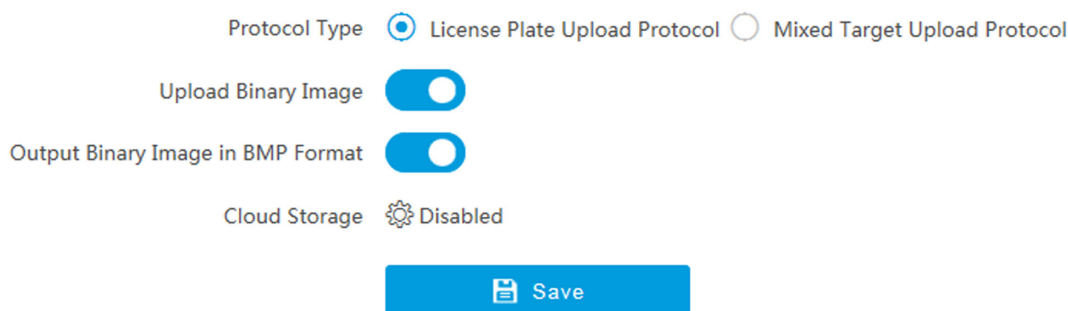 Protocol Type License Plate Upload Protocol Mixed Target Upload Protocol
Upload Binary Image
Output Binary Image in BMP Format
Cloud Storage Disabled
Save